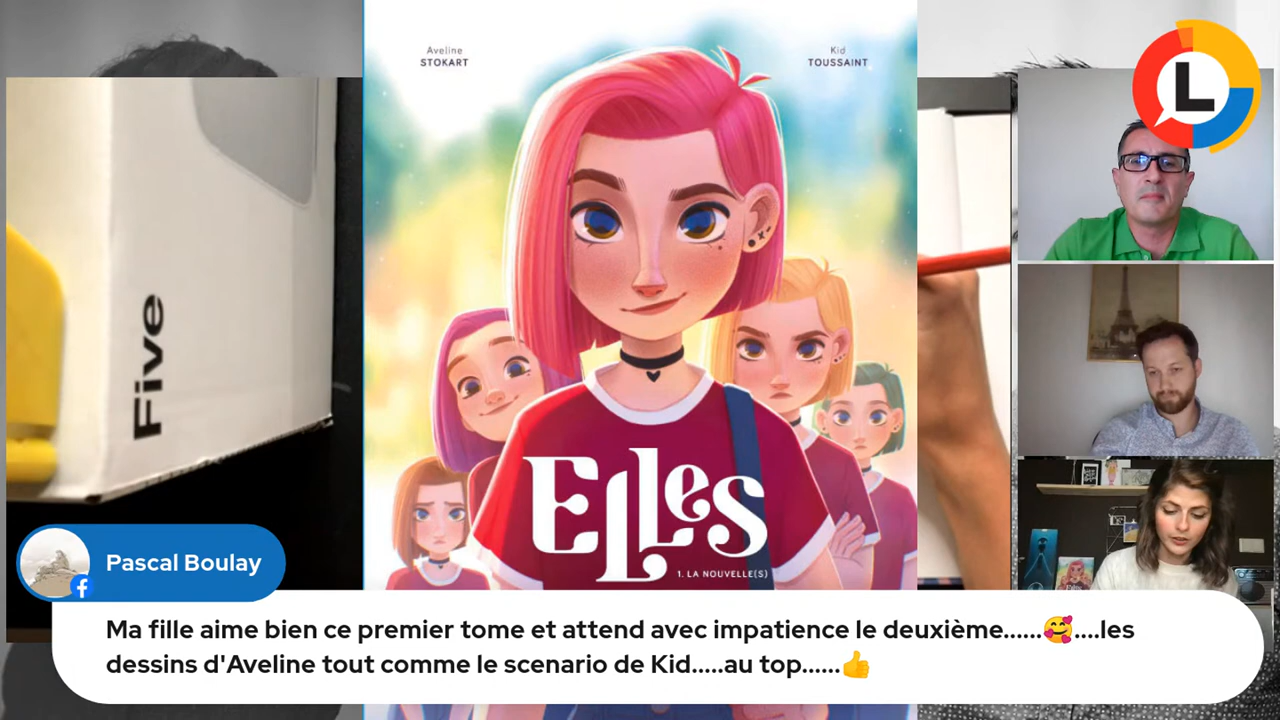 Aveline
STOKART
Kid
TOUSSAINT
L
Five
ELLes
1. LA NOUVELLE(S)
Pascal Boulay
Ma fille aime bien ce premier tome et attend avec impatience le deuxième......🥰....les
dessins d'Aveline tout comme le scenario de Kid.....au top......👍